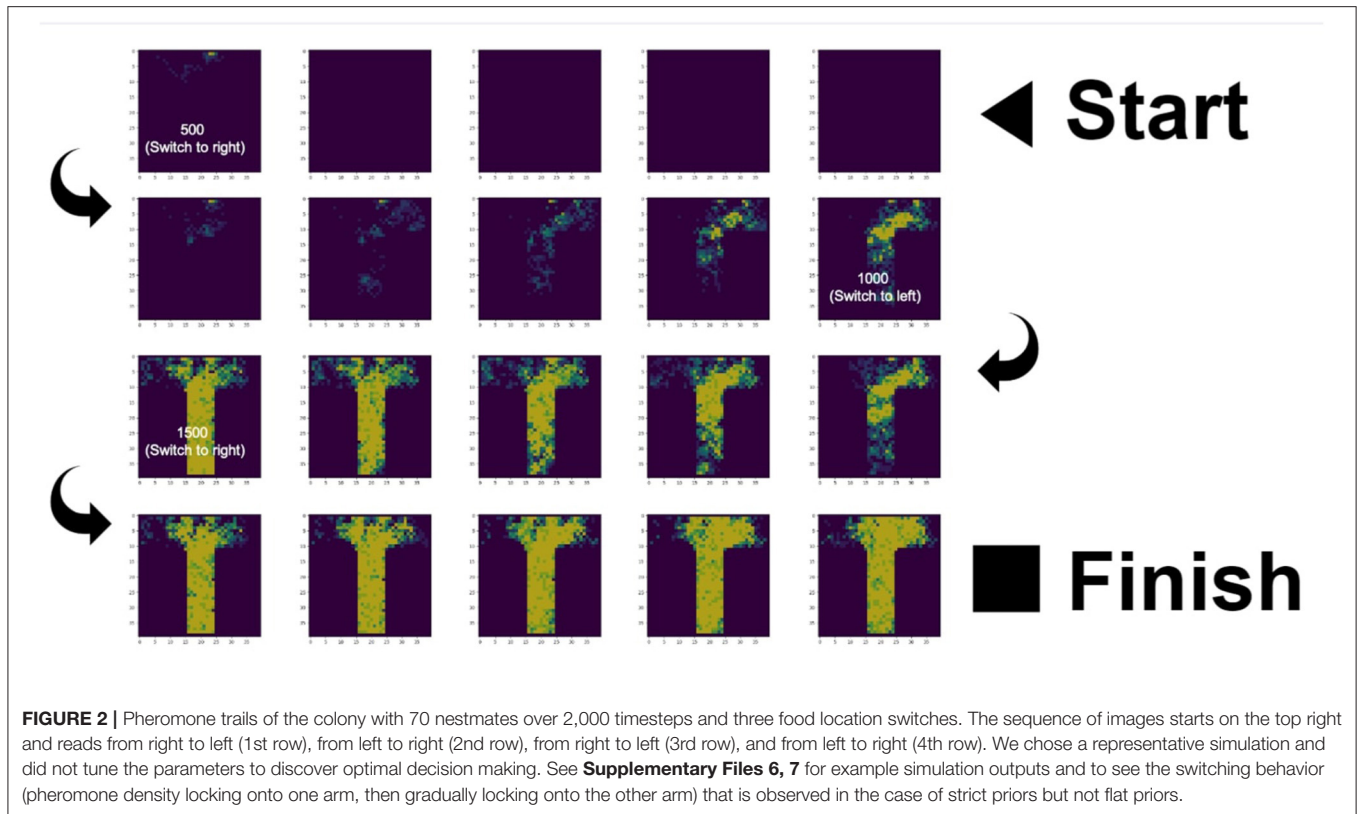 Start
500
(Switch to right)
1000
(Switch to left)
1500
(Switch to right)
Finish
FIGURE 2 | Pheromone trails of the colony with 70 nestmates over 2,000 timesteps and three food location switches. The sequence of images starts on the top right
and reads from right to left (1st row), from left to right (2nd row), from right to left (3rd row), and from left to right (4th row). We chose a representative simulation and
did not tune the parameters to discover optimal decision making. See Supplementary Files 6, 7 for example simulation outputs and to see the switching behavior
(pheromone density locking onto one arm, then gradually locking onto the other arm) that is observed in the case of strict priors but not flat priors.